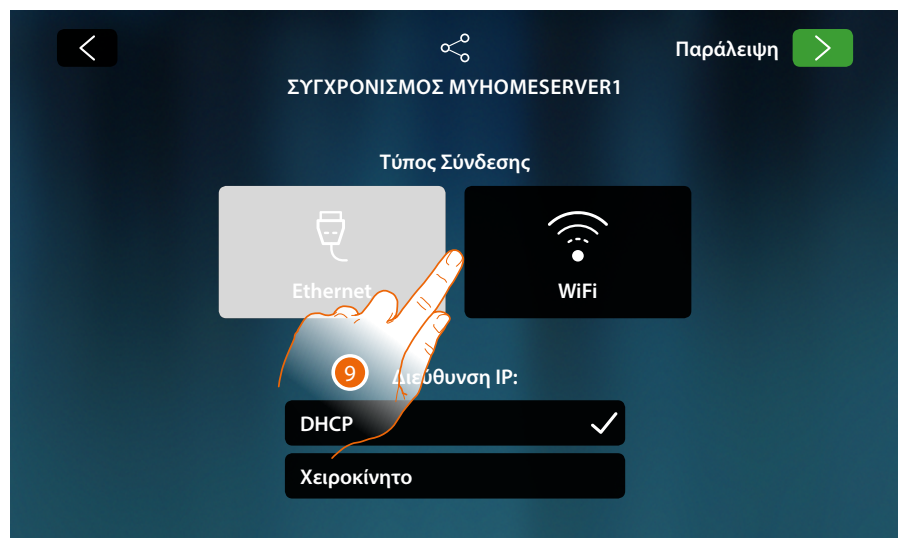 Παράλειψη
ΣΥΓΧΡΟΝΙΣΜΟΣ MYHOMESERVER1
Τύπος Σύνδεσης
Ethernet
WiFi
9
Διεύθυνση IP:
DHCP
Χειροκίνητο